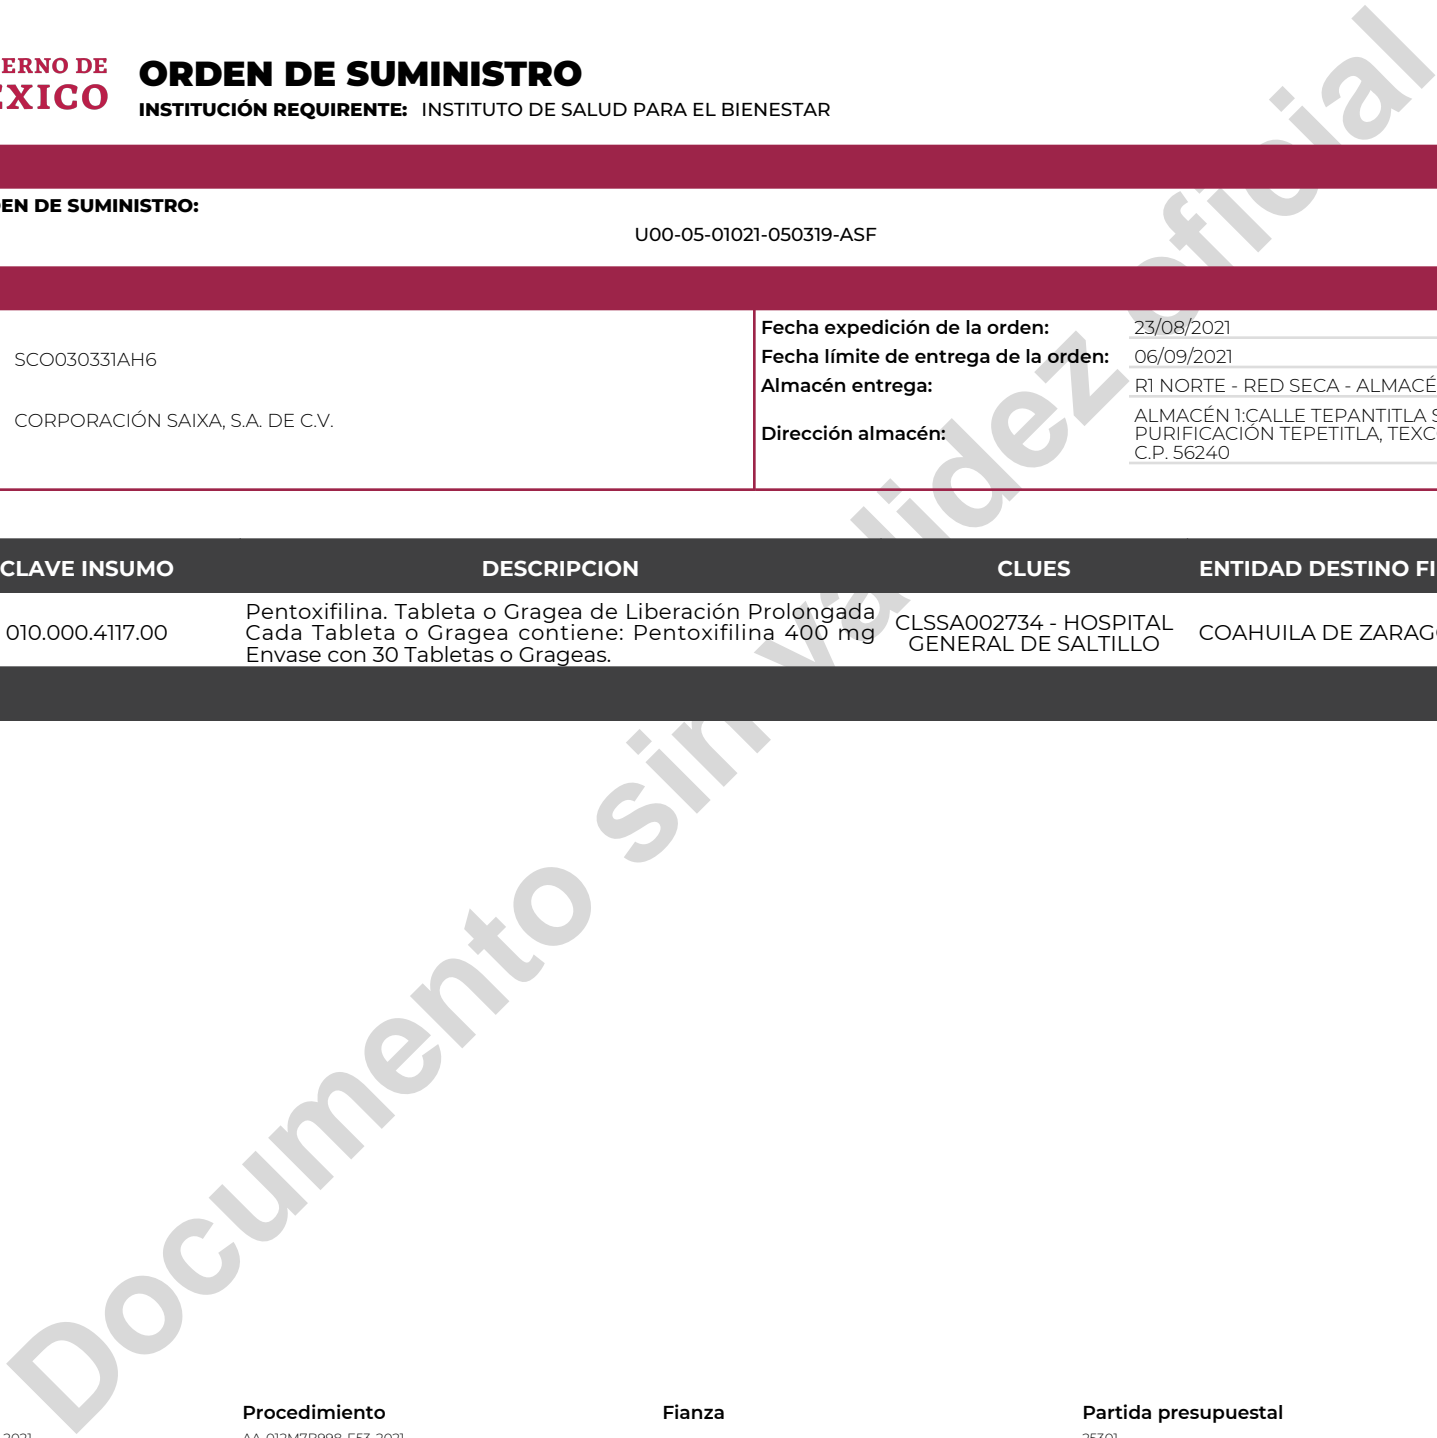 ORDEN DE SUMINISTRO
INSTITUCIÓN REQUIRENTE: INSTITUTO DE SALUD PARA EL BIENESTAR
ERNO DE
EXICO
EN DE SUMINISTRO:
U00-05-01021-050319-ASF
SCO030331AH6
CORPORACIÓN SAIXA, S.A. DE C.V.
Fecha expedición de la orden: 23/08/2021
Fecha límite de entrega de la orden: 06/09/2021
Almacén entrega: R1 NORTE - RED SECA - ALMACÉ
Dirección almacén: ALMACÉN 1:CALLE TEPANTITLA S
PURIFICACIÓN TEPETITLA, TEXC
C.P. 56240
CLAVE INSUMO DESCRIPCION CLUES ENTIDAD DESTINO FI
010.000.4117.00
Pentoxifilina. Tableta o Gragea de Liberación Prolongada
Cada Tableta o Gragea contiene: Pentoxifilina 400 mg
Envase con 30 Tabletas o Grageas.
CLSSA002734 - HOSPITAL
GENERAL DE SALTILLO
COAHUILA DE ZARAG
Documento sin validez oficial
Procedimiento Fianza Partida presupuestal